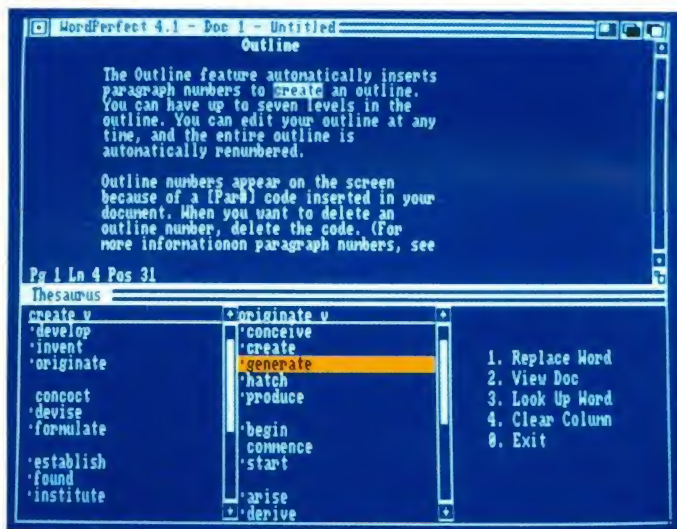 WordPerfect 4.1 - Doc 1 - Untitled
Outline
The Outline feature automatically inserts
paragraph numbers to create an outline.
You can have up to seven levels in the
outline. You can edit your outline at any
time, and the entire outline is
automatically renumbered.
Outline numbers appear on the screen
because of a [Par#] code inserted in your
document. When you want to delete an
outline number, delete the code. (For
more informationon paragraph numbers, see
Pg 1 Ln 4 Pos 31
Thesaurus
create v
·develop
·invent
·originate
concoct
·devise
·formulate
·establish
·found
·institute
originate v
·conceive
·create
·generate
·hatch
·produce
·begin
commence
·start
·arise
·derive
1. Replace Word
2. View Doc
3. Look Up Word
4. Clear Column
0. Exit